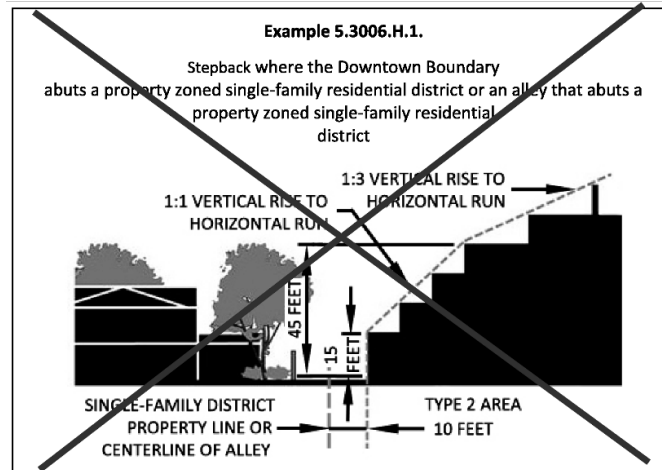 Example 5.3006.H.1.
Stepback where the Downtown Boundary
abuts a property zoned single-family residential district or an alley that abuts a
property zoned single-family residential
district
1:3 VERTICAL RISE TO
HORIZONTAL RUN
1:1 VERTICAL RISE TO
HORIZONTAL RUN
45 FEET
15
FEET
SINGLE-FAMILY DISTRICT
PROPERTY LINE OR
CENTERLINE OF ALLEY
TYPE 2 AREA
10 FEET